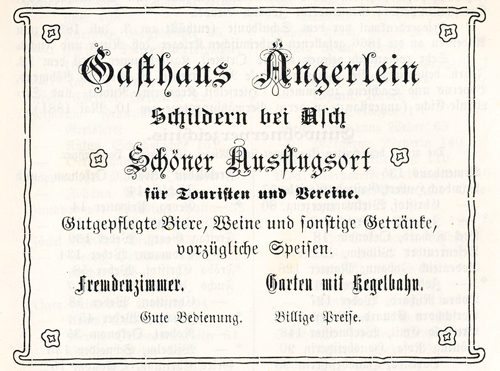 Gasthaus Ängerlein
Schildern bei Asch
Schöner Ausflugsort
für Touristen und Vereine.
Gutgepflegte Biere, Weine und sonstige Getränke,
vorzügliche Speisen.
Fremdenzimmer. Garten mit Kegelbahn.
Gute Bedienung. Billige Preise.